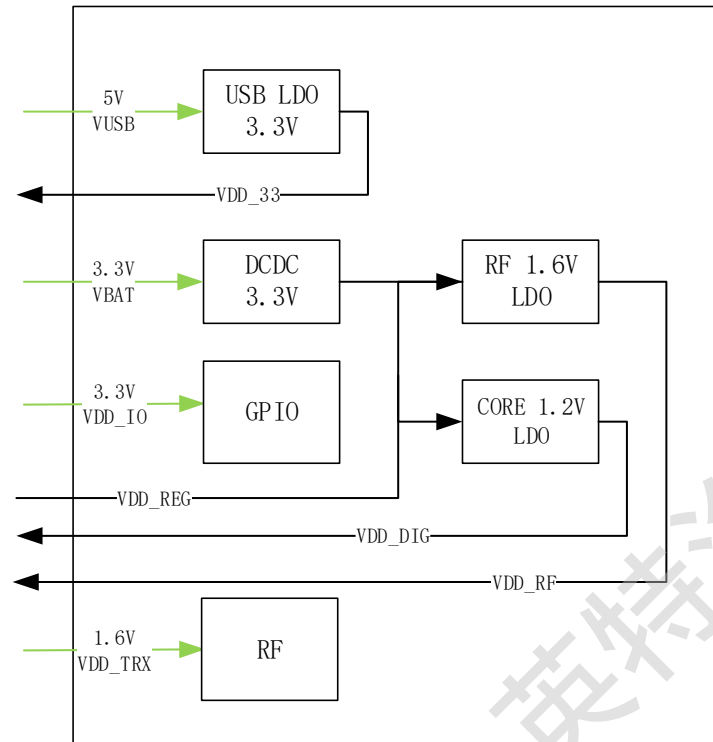 5V
VUSB
USB LDO
3.3V
VDD_33
3.3V
VBAT
DCDC
3.3V
RF 1.6V
LDO
3.3V
VDD_IO
GPIO
CORE 1.2V
LDO
VDD_REG
VDD_DIG
VDD_RF
1.6V
VDD_TRX
RF
英特